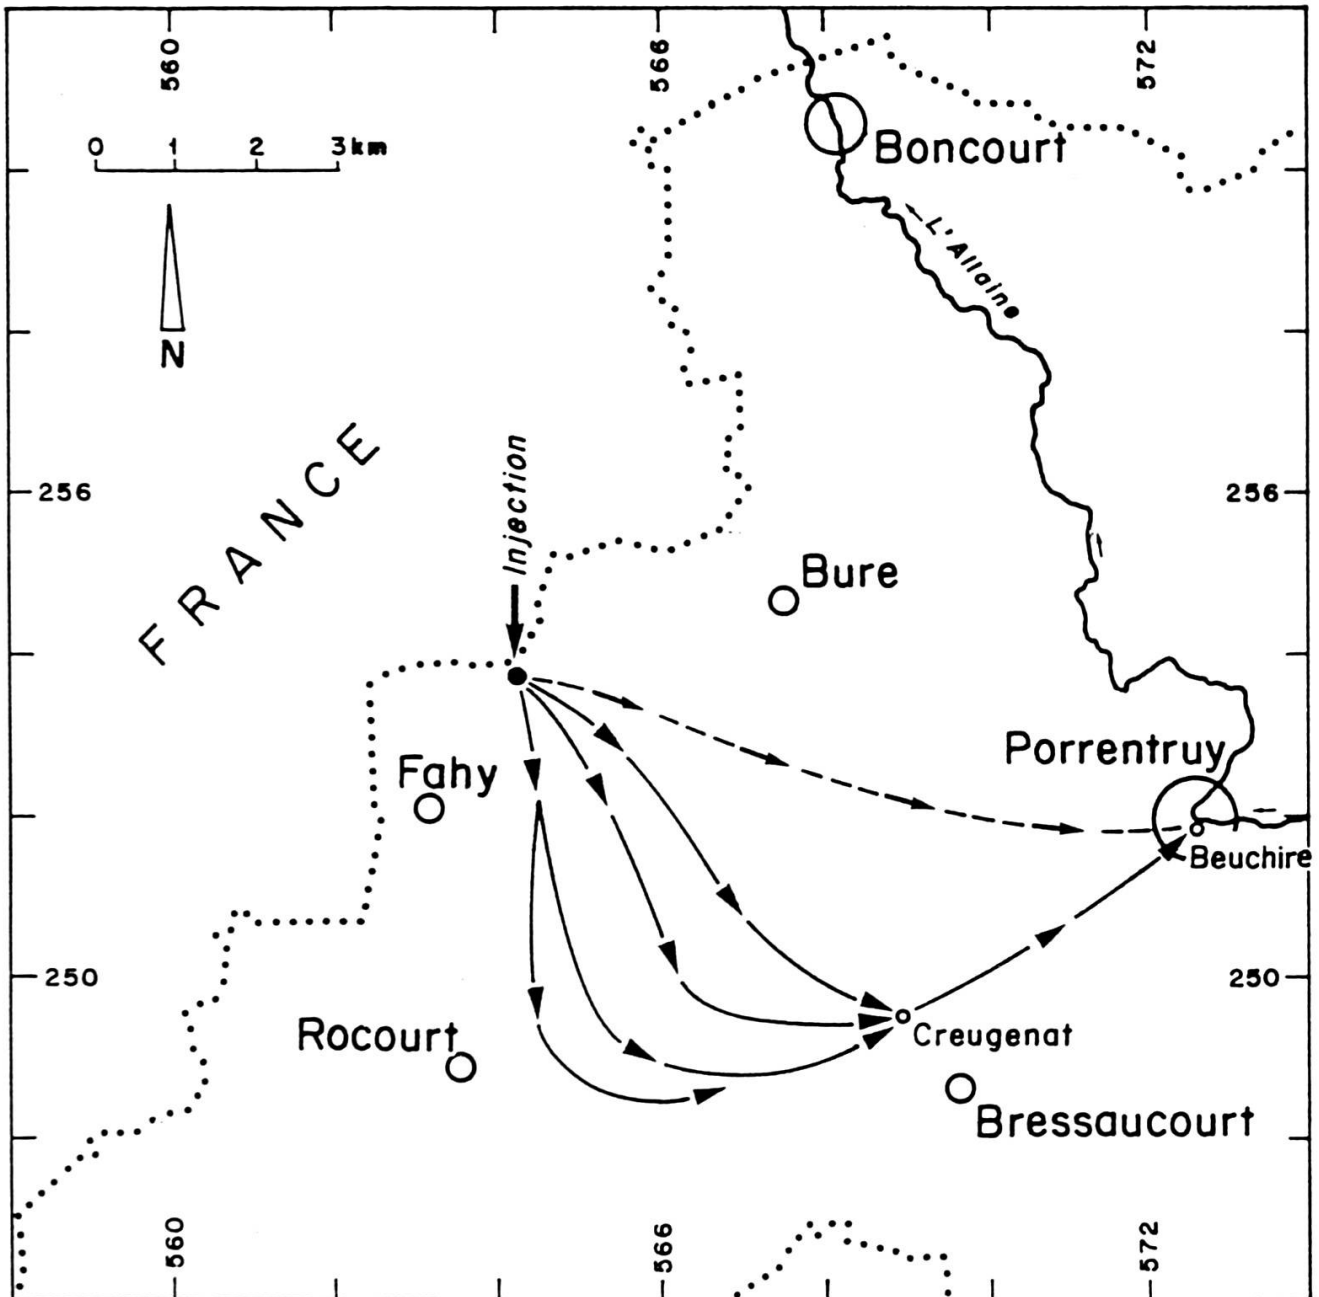 560
566
572
0 1 2 3 km
Boncourt
L'Allaine
N
FRANCE
Injection
256
256
Bure
Porrentruy
Fahy
Beuchire
250
250
Rocourt
Creugenat
Bressaucourt
560
566
572